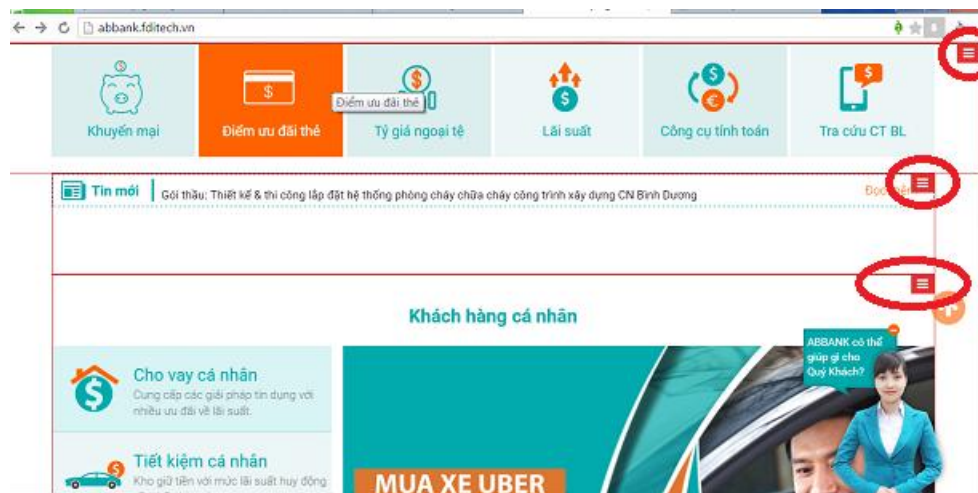 abbank.fditech.vn
$
$
Điểm ưu đãi thẻ
$
$
$
€
$
Khuyến mại
Điểm ưu đãi thẻ
Tỷ giá ngoại tệ
Lãi suất
Công cụ tính toán
Tra cứu CT BL
Tin mới
Gói thầu: Thiết kế & thi công lắp đặt hệ thống phòng cháy chữa cháy công trình xây dựng CN Bình Dương
Khách hàng cá nhân
ABBANK có thể
giúp gì cho
Quý Khách?
$
Cho vay cá nhân
Cung cấp các giải pháp tín dụng với
nhiều ưu đãi về lãi suất.
$
Tiết kiệm cá nhân
Kho giữ tiền với mức lãi suất huy động
MUA XE UBER